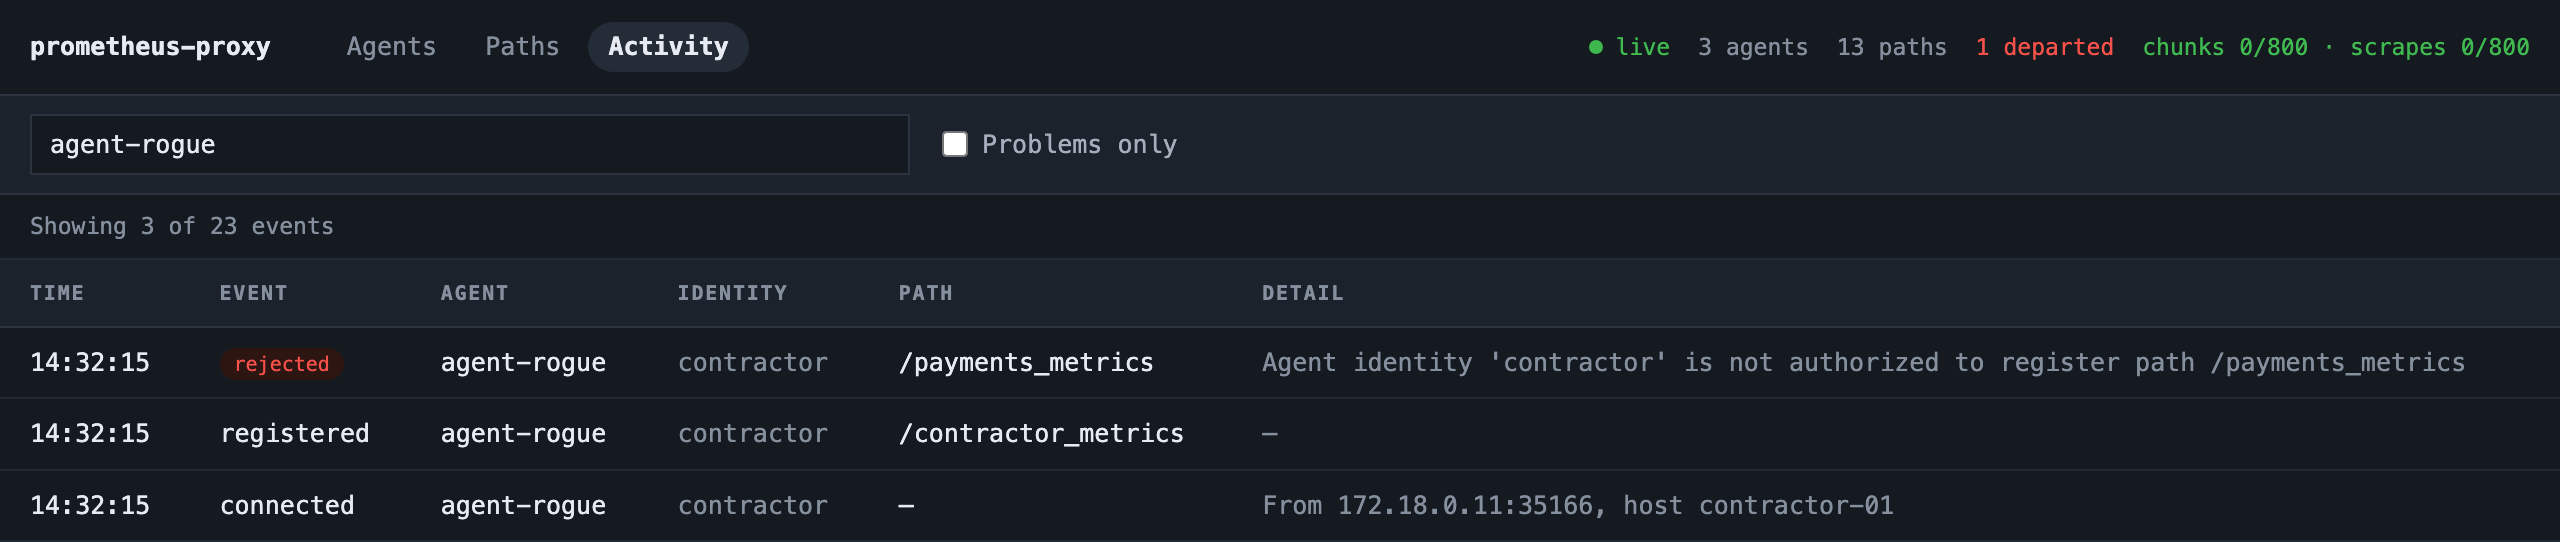 prometheus-proxy Agents Paths Activity ● live 3 agents 13 paths 1 departed chunks 0/800 · scrapes 0/800
agent-rogue Problems only
Showing 3 of 23 events
TIME EVENT AGENT IDENTITY PATH DETAIL
14:32:15 rejected agent-rogue contractor /payments_metrics Agent identity 'contractor' is not authorized to register path /payments_metrics
14:32:15 registered agent-rogue contractor /contractor_metrics —
14:32:15 connected agent-rogue contractor — From 172.18.0.11:35166, host contractor-01